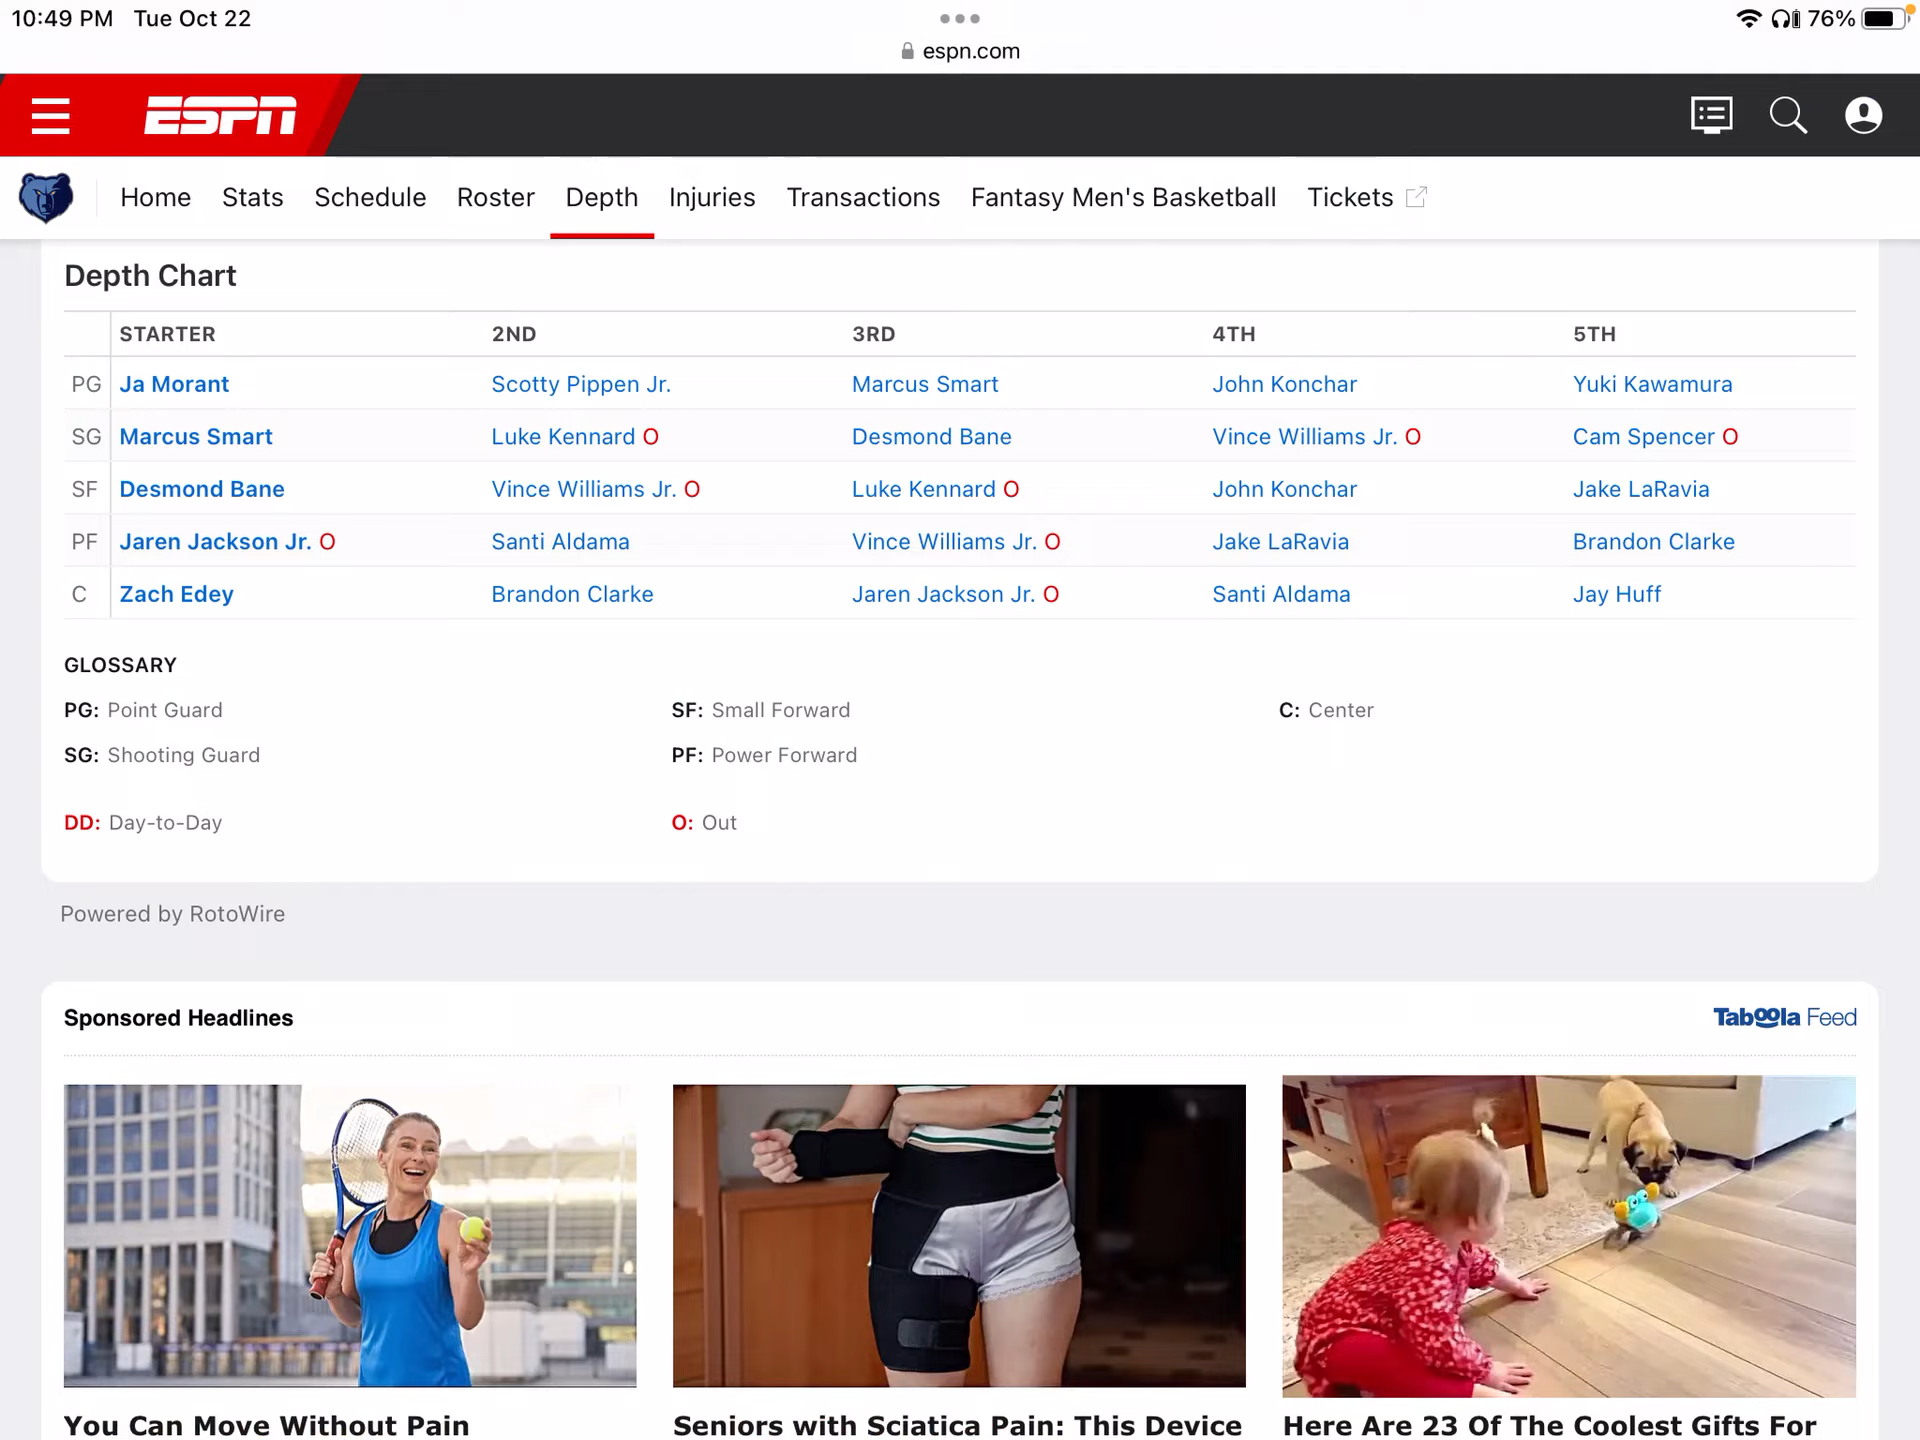 10:49 PM Tue Oct 22
76%
espn.com
ESPN
Home Stats Schedule Roster Depth Injuries Transactions Fantasy Men's Basketball Tickets
Depth Chart
STARTER 2ND 3RD 4TH 5TH
PG Ja Morant Scotty Pippen Jr. Marcus Smart John Konchar Yuki Kawamura
SG Marcus Smart Luke Kennard O Desmond Bane Vince Williams Jr. O Cam Spencer O
SF Desmond Bane Vince Williams Jr. O Luke Kennard O John Konchar Jake LaRavia
PF Jaren Jackson Jr. O Santi Aldama Vince Williams Jr. O Jake LaRavia Brandon Clarke
C Zach Edey Brandon Clarke Jaren Jackson Jr. O Santi Aldama Jay Huff
GLOSSARY
PG: Point Guard SF: Small Forward C: Center
SG: Shooting Guard PF: Power Forward
DD: Day-to-Day O: Out
Powered by RotoWire
Sponsored Headlines Taboola Feed
You Can Move Without Pain Seniors with Sciatica Pain: This Device Here Are 23 Of The Coolest Gifts For